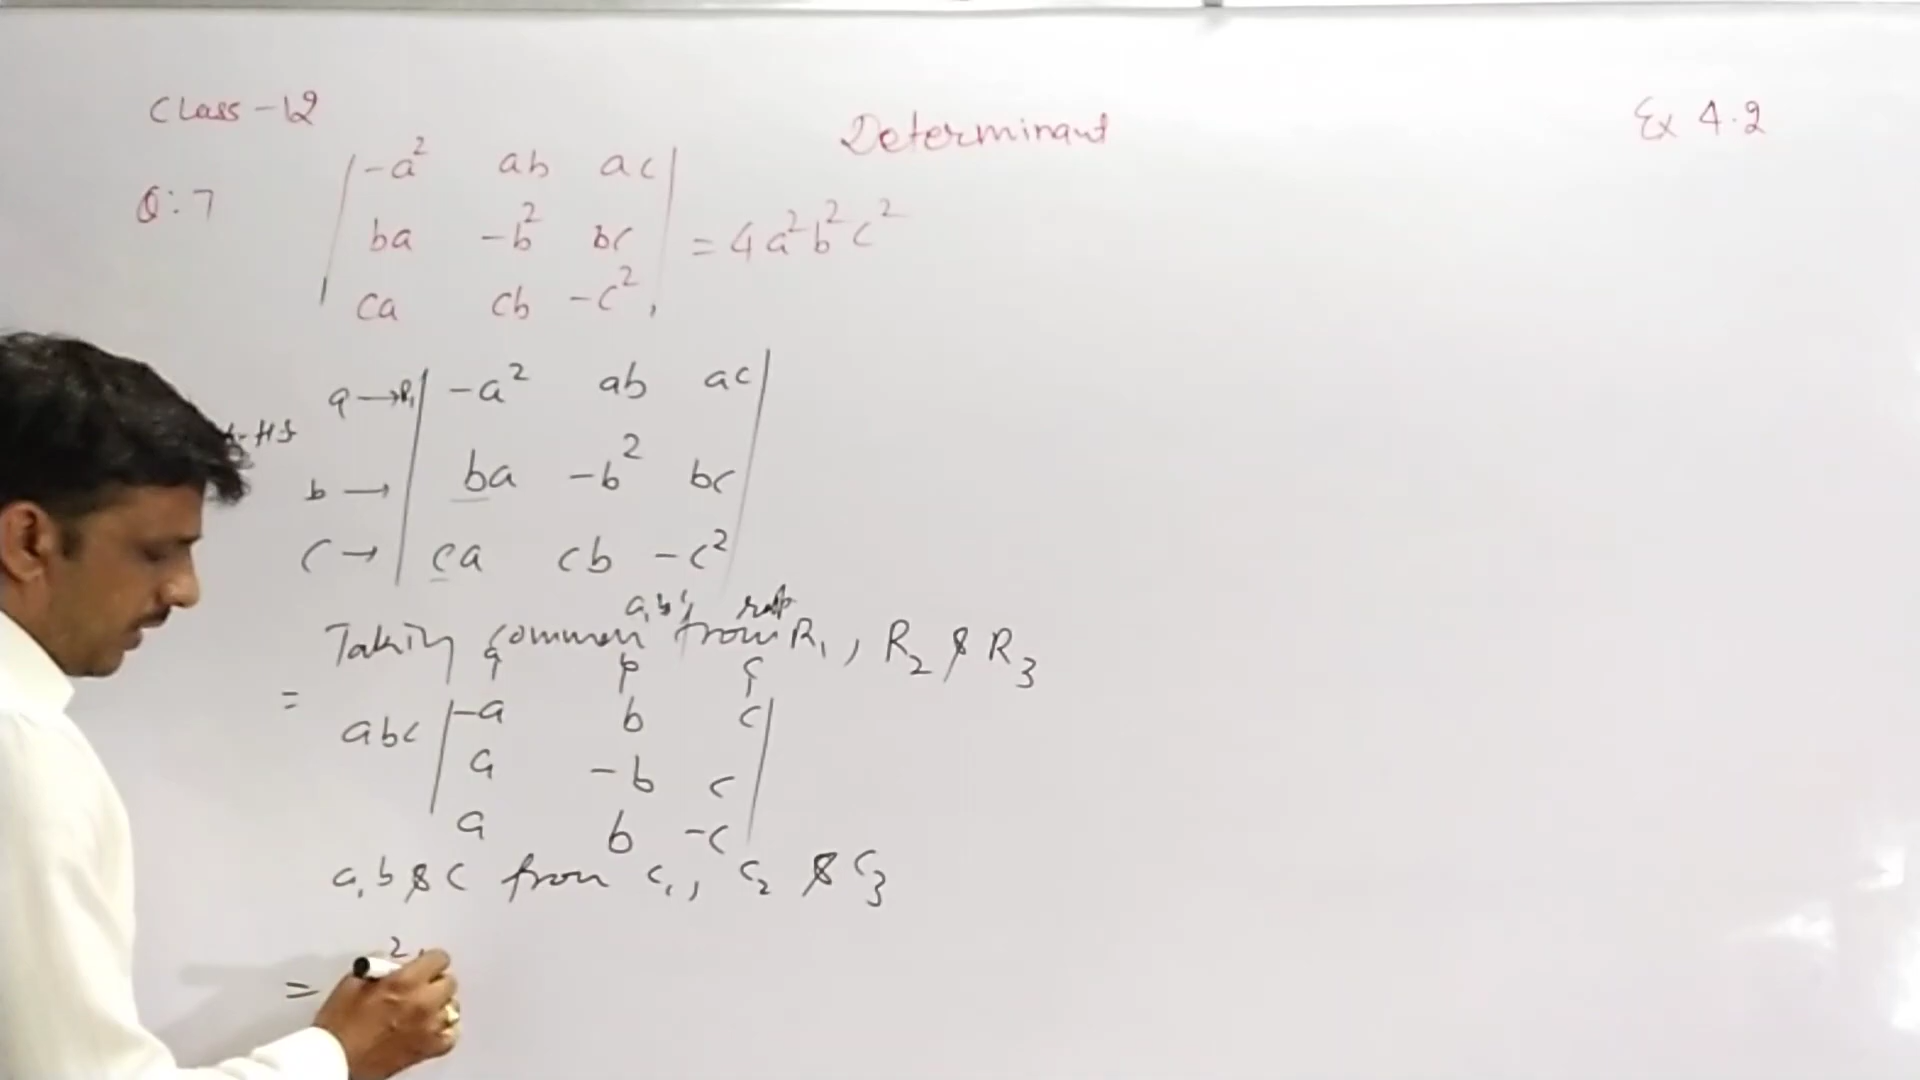 Class-12
Determinant
Ex 4.2
Q:7
-a² ab ac
ba -b² bc = 4a²b²c²
ca cb -c²
a → R₁ | -a² ab ac |
b → | ba -b² bc |
c → | ca cb -c² |
a, b, c
Taking common from R₁, R₂ & R₃
a b c
=
abc | -a b c |
a -b c
a b -c
a, b & c from c₁, c₂ & c₃
= ²